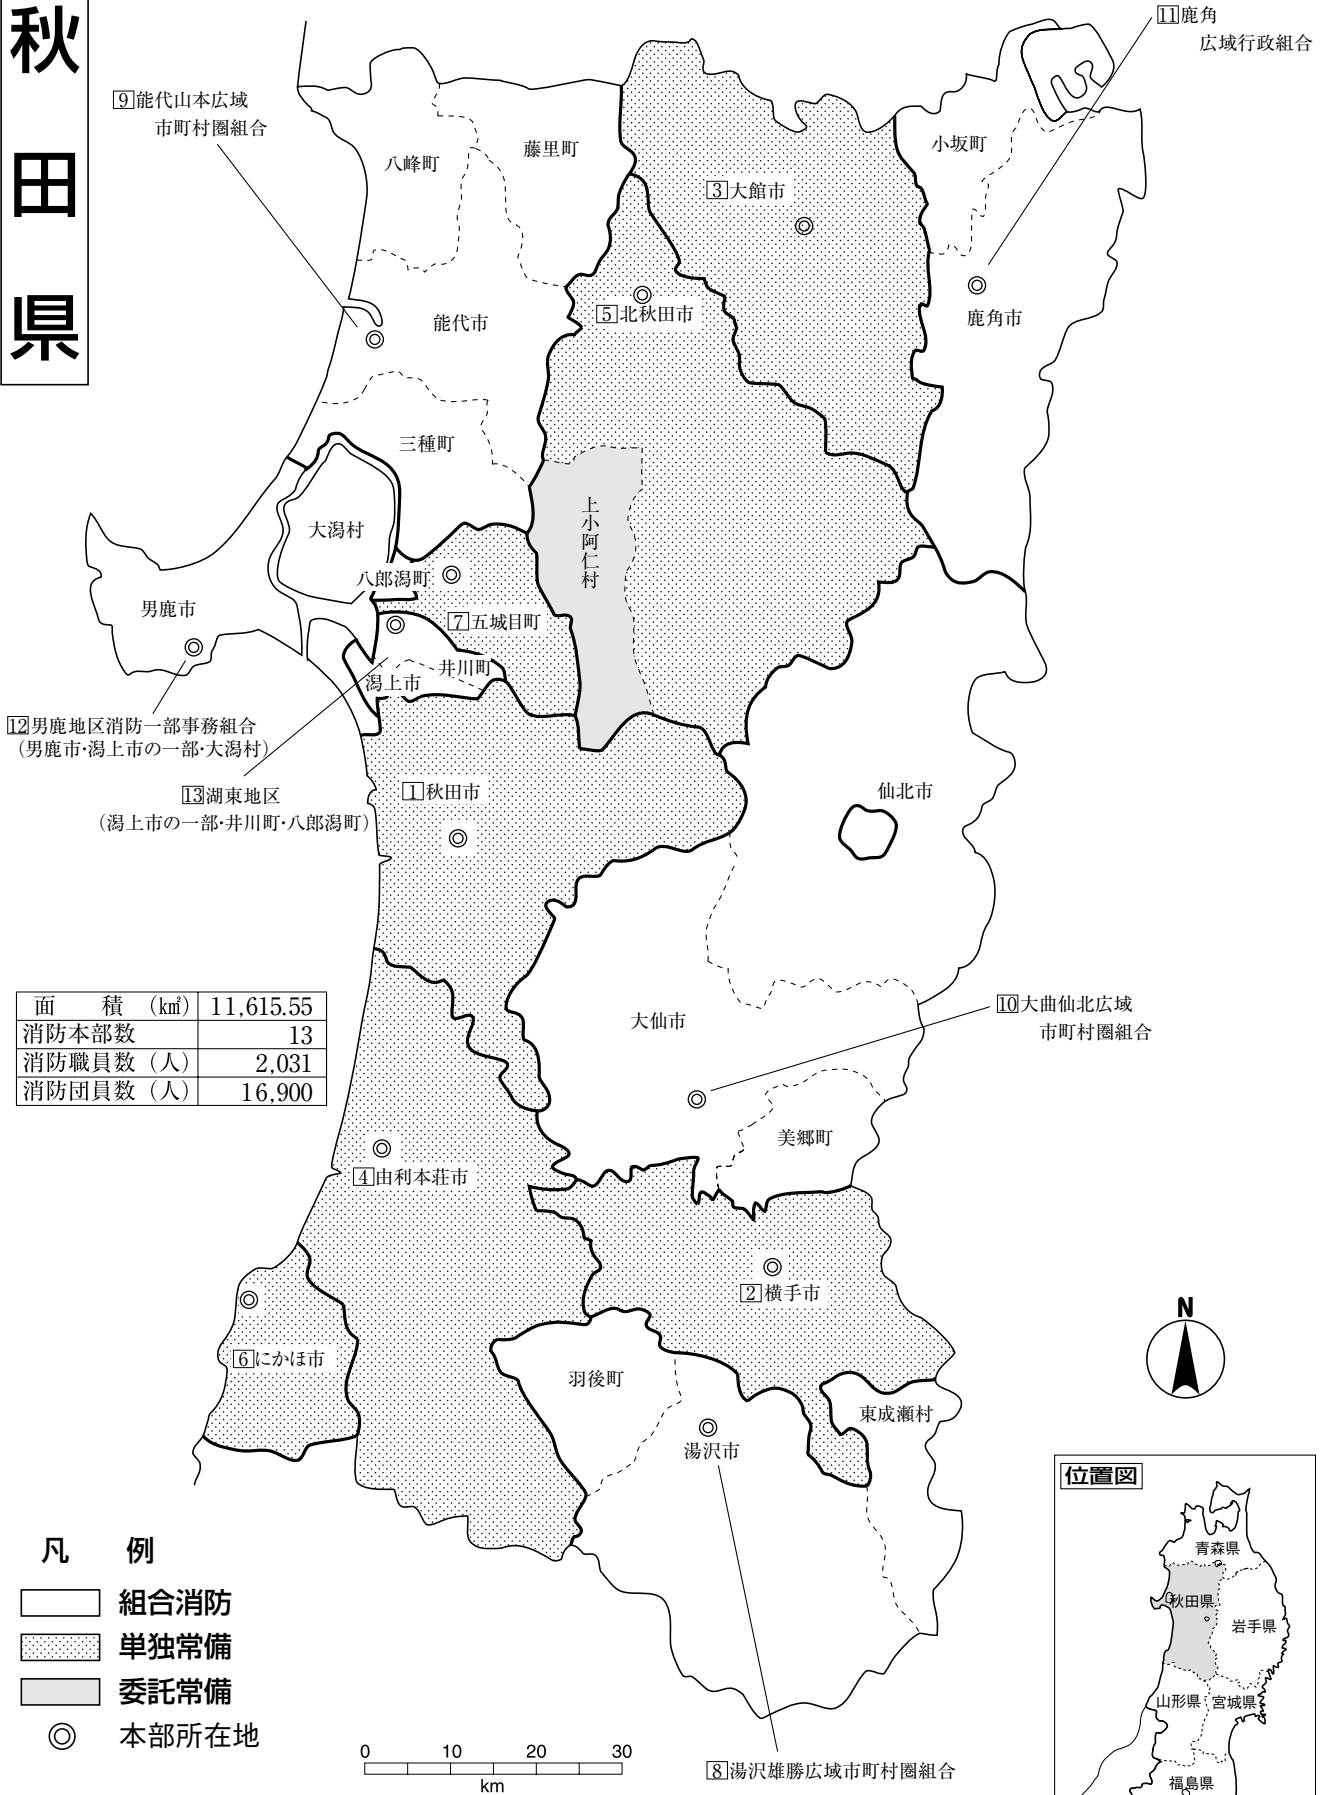 秋田県
11鹿角
広域行政組合
9能代山本広域
市町村圏組合
八峰町
藤里町
小坂町
3大館市
5北秋田市
能代市
鹿角市
三種町
上小阿仁村
大潟村
八郎潟町
男鹿市
7五城目町
井川町
潟上市
12男鹿地区消防一部事務組合
(男鹿市・潟上市の一部・大潟村)
13湖東地区
(潟上市の一部・井川町・八郎潟町)
1秋田市
仙北市
面 積 (㎢) 11,615.55
消防本部数 13
消防職員数(人) 2,031
消防団員数(人) 16,900
大仙市
10大曲仙北広域
市町村圏組合
美郷町
4由利本荘市
2横手市
6にかほ市
羽後町
東成瀬村
湯沢市
N
位置図
青森県
秋田県
岩手県
山形県
宮城県
福島県
凡 例
組合消防
単独常備
委託常備
本部所在地
0 10 20 30
km
8湯沢雄勝広域市町村圏組合